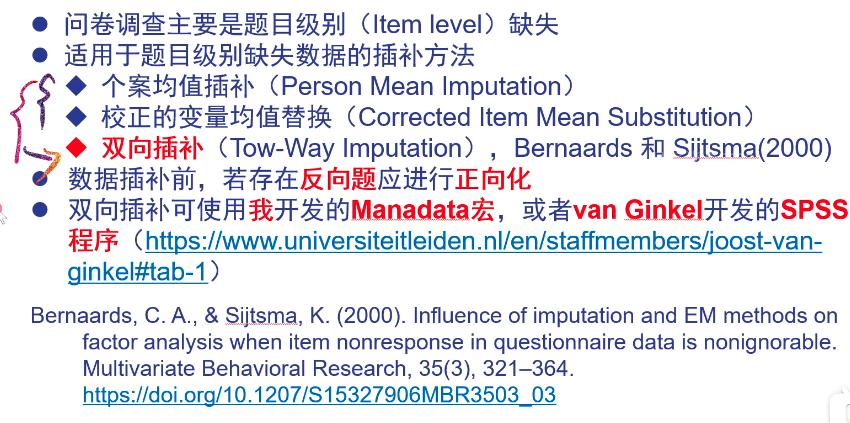 问卷调查主要是题目级别（Item level）缺失
适用于题目级别缺失数据的插补方法
个案均值插补（Person Mean Imputation）
校正的变量均值替换（Corrected Item Mean Substitution）
双向插补（Tow-Way Imputation），Bernaards 和 Sijtsma(2000)
数据插补前，若存在反向题应进行正向化
双向插补可使用我开发的Manadata宏，或者van Ginkel开发的SPSS
程序（https://www.universiteitleiden.nl/en/staffmembers/joost-van-
ginkel#tab-1）
Bernaards, C. A., & Sijtsma, K. (2000). Influence of imputation and EM methods on
factor analysis when item nonresponse in questionnaire data is nonignorable.
Multivariate Behavioral Research, 35(3), 321–364.
https://doi.org/10.1207/S15327906MBR3503_03